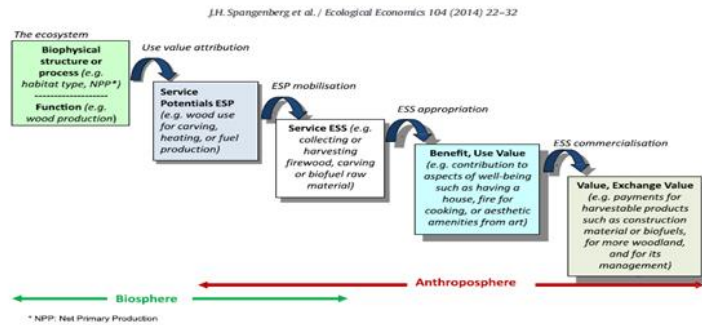 J.H. Spangenberg et al. / Ecological Economics 104 (2014) 22–32
The ecosystem
Biophysical
structure or
process (e.g.
habitat type, NPP*)
--------------------
Function (e.g.
wood production)
Use value attribution
Service
Potentials ESP
(e.g. wood use
for carving,
heating, or fuel
production)
ESP mobilisation
Service ESS (e.g.
collecting or
harvesting
firewood, carving
or biofuel raw
material)
ESS appropriation
Benefit, Use Value
(e.g. contribution to
aspects of well-being
such as having a
house, fire for
cooking, or aesthetic
amenities from art)
ESS commercialisation
Value, Exchange Value
(e.g. payments for
harvestable products
such as construction
material or biofuels,
for more woodland,
and for its
management)
Anthroposphere
Biosphere
* NPP: Net Primary Production